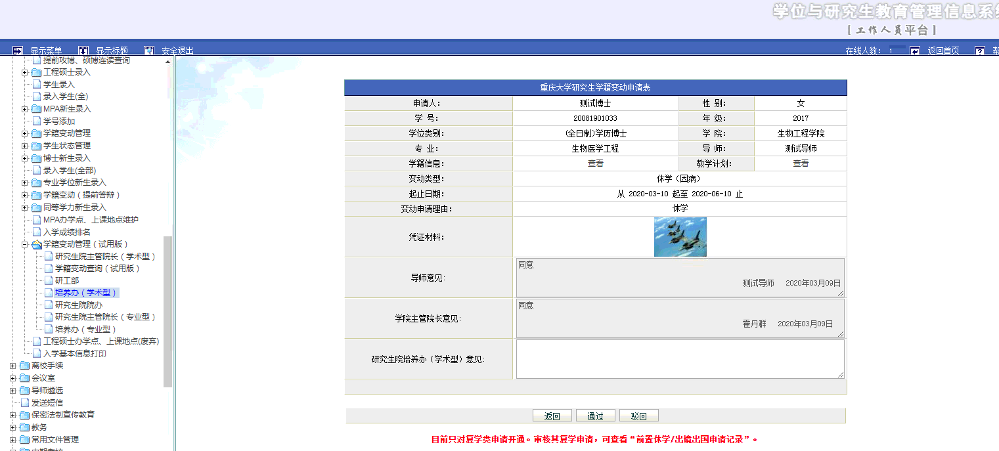 学位与研究生教育管理信息系统
[ 工作人员平台 ]
显示菜单 显示标题 安全退出
在线人数： 1 返回首页
提前攻博、硕博连读查询
工程硕士录入
学生录入
录入学生(全)
MPA新生录入
学号添加
学籍变动管理
学生状态管理
博士新生录入
录入学生(全部)
专业学位新生录入
学籍变动（提前答辩）
同等学力新生录入
MPA办学点、上课地点维护
入学成绩排名
学籍变动管理（试用版）
研究生院主管院长（学术型）
学籍变动查询（试用版）
研工部
培养办（学术型）
研究生院院办
研究生院主管院长（专业型）
培养办（专业型）
工程硕士办学点、上课地点(废弃)
入学基本信息打印
离校手续
会议室
导师遴选
发送短信
保密法制宣传教育
教务
常用文件管理
重庆大学研究生学籍变动申请表
申请人： 测试博士 性 别： 女
学 号： 20081901033 年 级： 2017
学位类别： (全日制)学历博士 学 院： 生物工程学院
专 业： 生物医学工程 导 师： 测试导师
学籍信息： 查看 教学计划： 查看
变动类型： 休学（因病）
起止日期： 从 2020-03-10 起至 2020-06-10 止
变动申请理由： 休学
凭证材料：
导师意见: 同意
测试导师 2020年03月09日
学院主管院长意见: 同意
霍丹群 2020年03月09日
研究生院培养办（学术型）意见:
返回 通过 驳回
目前只对复学类申请开通。审核其复学申请，可查看“前置休学/出境出国申请记录”。